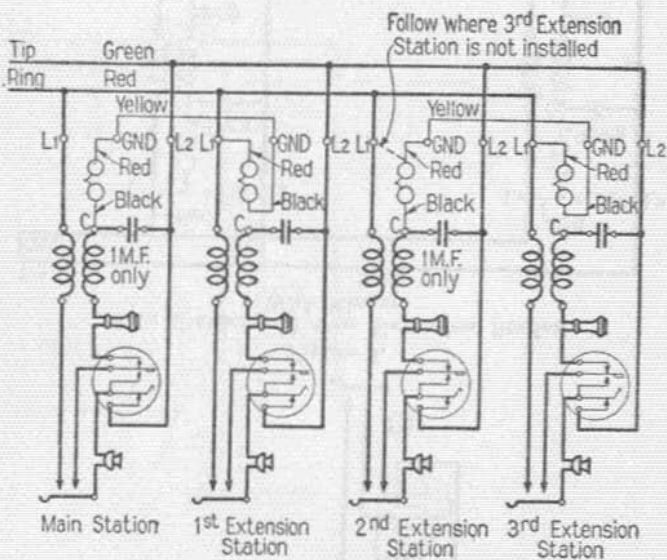 Follow where 3rd Extension
Station is not installed
Tip Green
Ring Red
Yellow
Yellow
L1 GND L2 L1 GND L2 L1 GND L2 L1 GND L2
Red Red Red Red
Black Black Black Black
C C C C
1 M.F.
only
1 M.F.
only
Main Station
1st Extension
Station
2nd Extension
Station
3rd Extension
Station